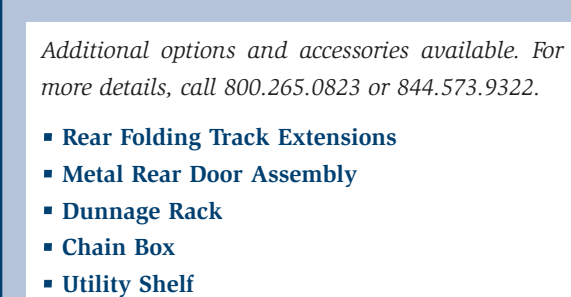 Additional options and accessories available. For
more details, call 800.265.0823 or 844.573.9322.
▪ Rear Folding Track Extensions
▪ Metal Rear Door Assembly
▪ Dunnage Rack
▪ Chain Box
▪ Utility Shelf